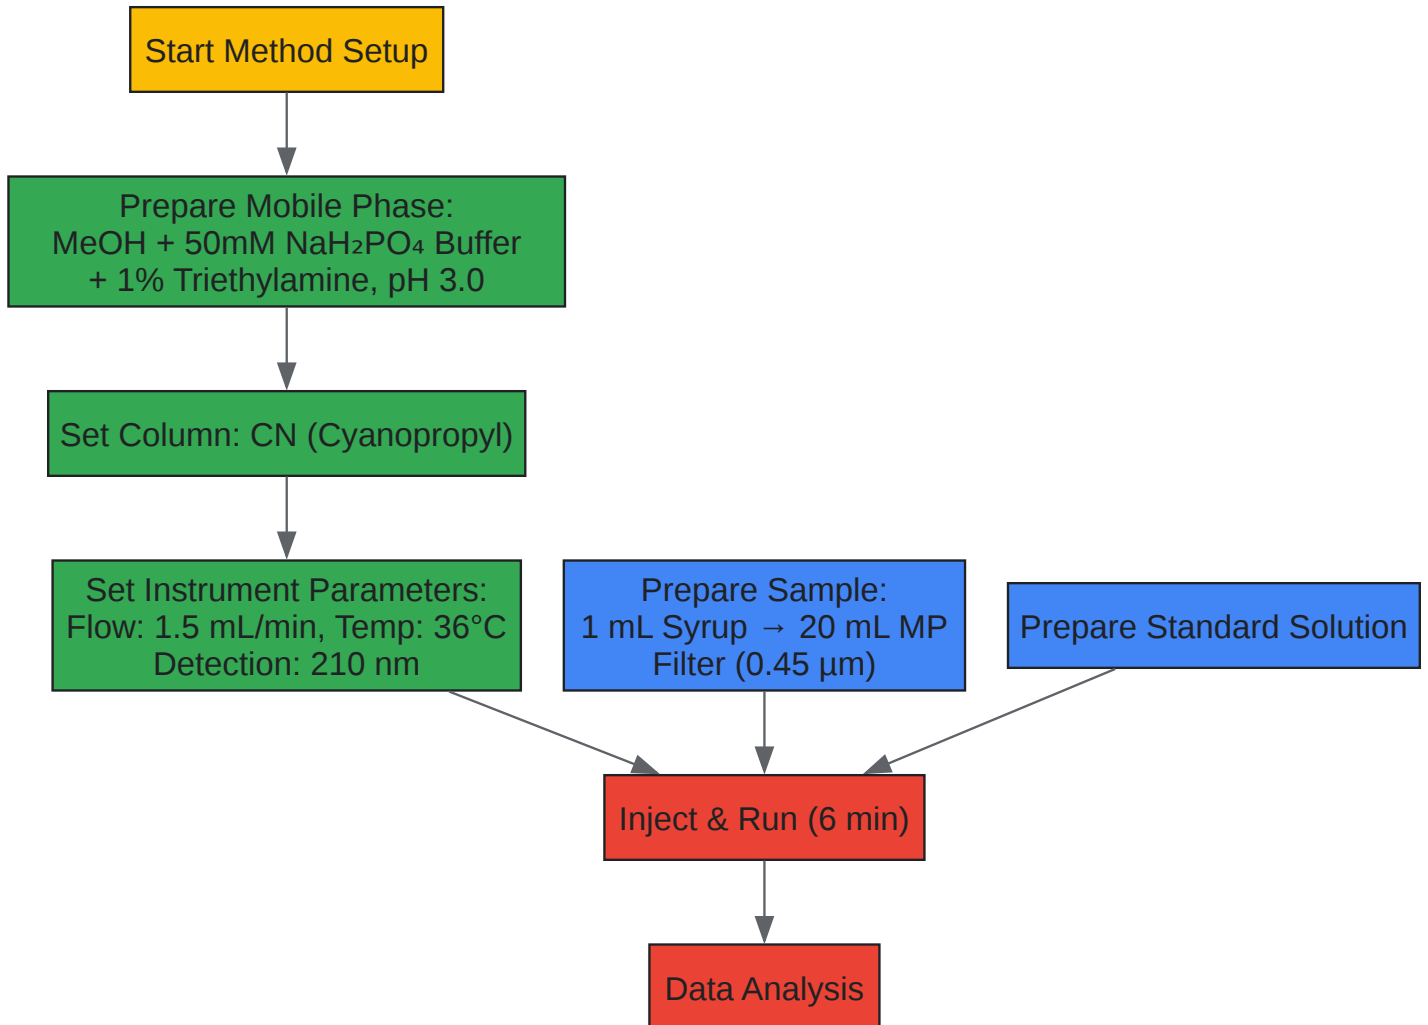 Start Method Setup
Prepare Mobile Phase:
MeOH + 50mM NaH₂PO₄ Buffer
+ 1% Triethylamine, pH 3.0
Set Column: CN (Cyanopropyl)
Set Instrument Parameters:
Flow: 1.5 mL/min, Temp: 36°C
Detection: 210 nm
Prepare Sample:
1 mL Syrup → 20 mL MP
Filter (0.45 µm)
Prepare Standard Solution
Inject & Run (6 min)
Data Analysis